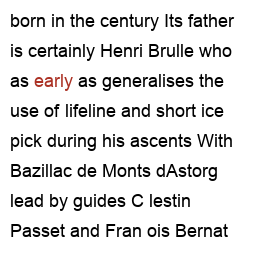 born in the century Its father
is certainly Henri Brulle who
as early as generalises the
use of lifeline and short ice
pick during his ascents With
Bazillac de Monts dAstorg
lead by guides C lestin
Passet and Fran ois Bernat